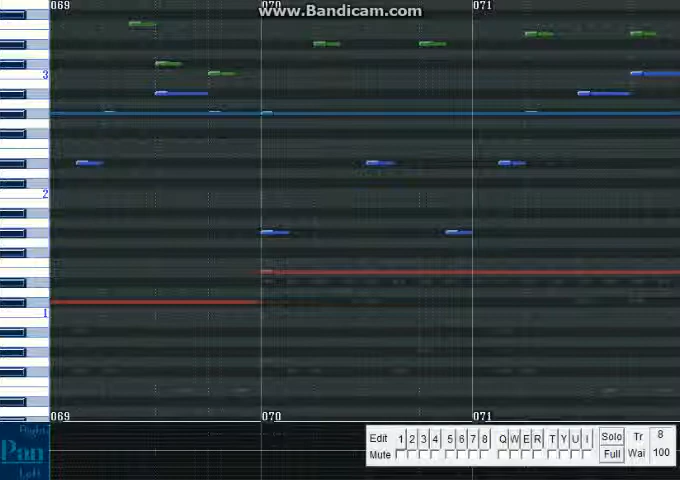 069 070 071
www.Bandicam.com
3
2
1
069 070 071
Right
Pan
Left
Edit 1 2 3 4 5 6 7 8 Q W E R T Y U I Solo Tr 8
Mute Full Wai 100